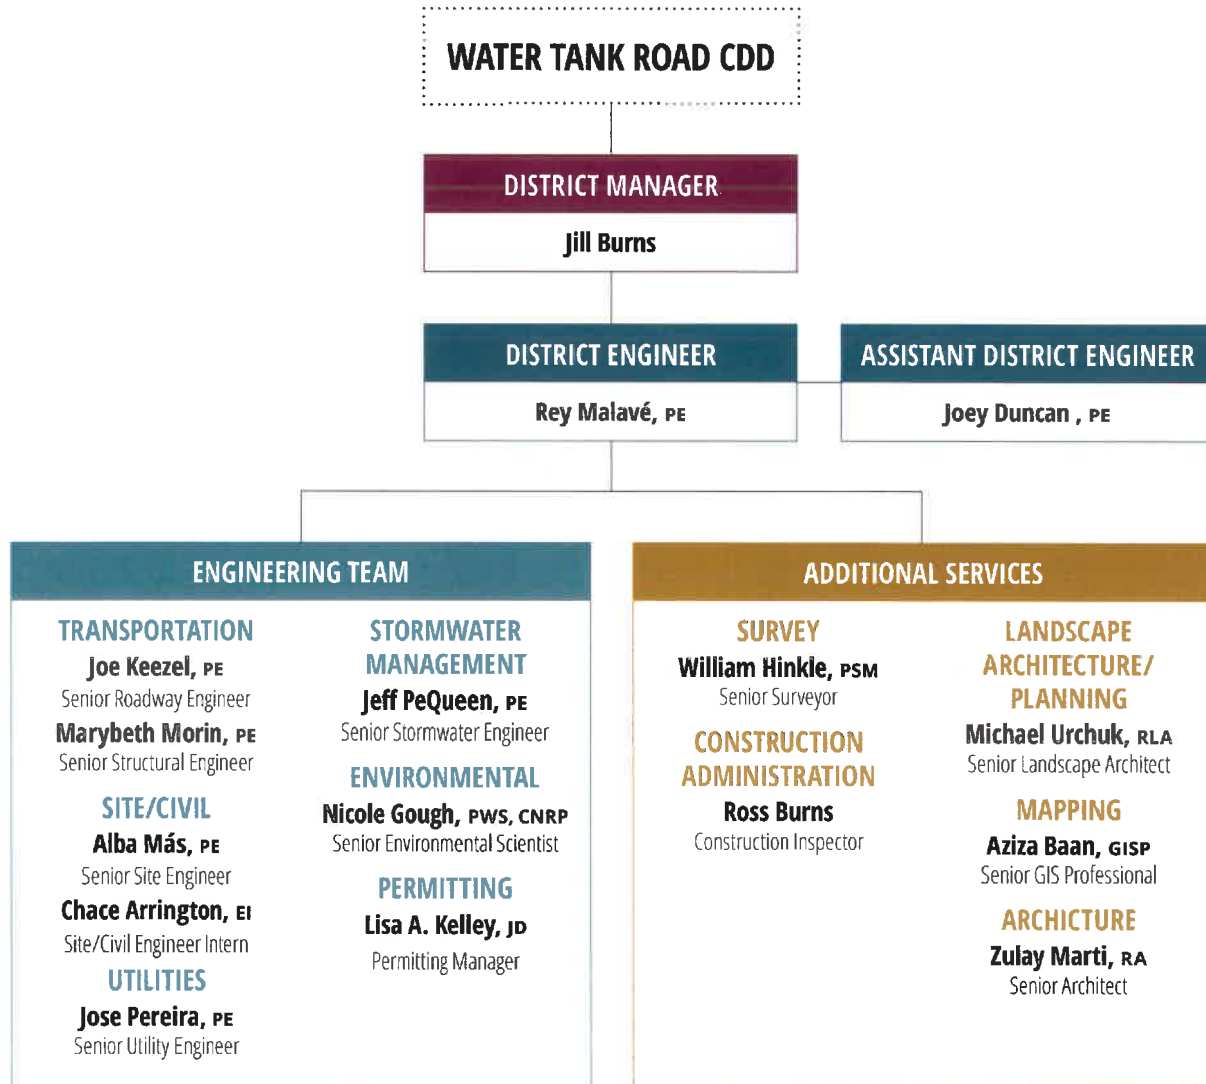 WATER TANK ROAD CDD
DISTRICT MANAGER
Jill Burns
DISTRICT ENGINEER
Rey Malavé, PE
ASSISTANT DISTRICT ENGINEER
Joey Duncan , PE
ENGINEERING TEAM
TRANSPORTATION
Joe Keezel, PE
Senior Roadway Engineer
Marybeth Morin, PE
Senior Structural Engineer
SITE/CIVIL
Alba Más, PE
Senior Site Engineer
Chace Arrington, EI
Site/Civil Engineer Intern
UTILITIES
Jose Pereira, PE
Senior Utility Engineer
STORMWATER
MANAGEMENT
Jeff PeQueen, PE
Senior Stormwater Engineer
ENVIRONMENTAL
Nicole Gough, PWS, CNRP
Senior Environmental Scientist
PERMITTING
Lisa A. Kelley, JD
Permitting Manager
ADDITIONAL SERVICES
SURVEY
William Hinkle, PSM
Senior Surveyor
CONSTRUCTION
ADMINISTRATION
Ross Burns
Construction Inspector
LANDSCAPE
ARCHITECTURE/
PLANNING
Michael Urchuk, RLA
Senior Landscape Architect
MAPPING
Aziza Baan, GISP
Senior GIS Professional
ARCHICTURE
Zulay Marti, RA
Senior Architect